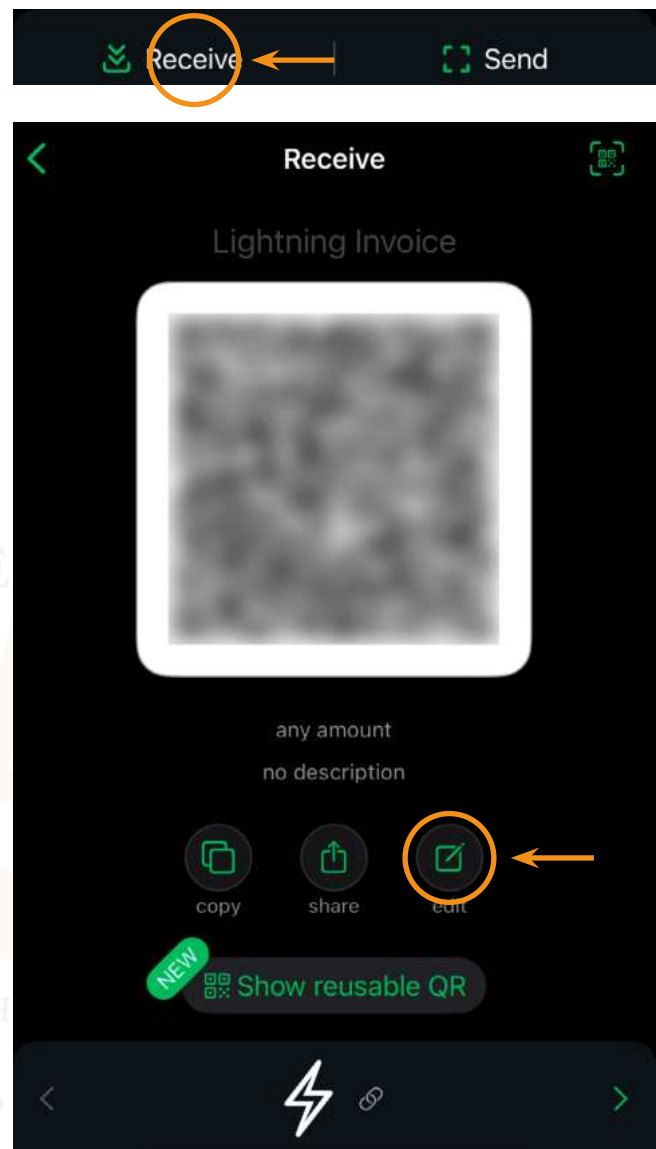 Receive
Send
Receive
Lightning Invoice
any amount
no description
copy
share
edit
NEW
Show reusable QR